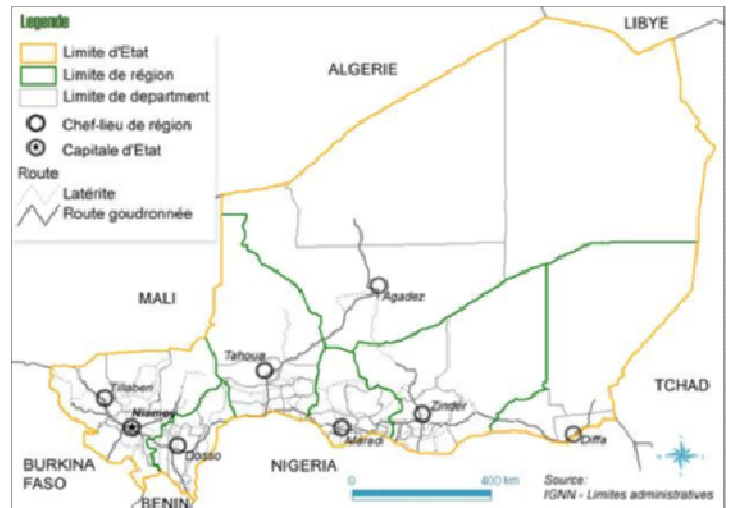 Legende
Limite d'Etat
Limite de région
Limite de department
Chef-lieu de région
Capitale d'Etat
Route
Latérite
Route goudronnée
LIBYE
ALGERIE
MALI
Agadez
Tahoua
Tillaberi
Niamey
Dosso
Maradi
Zinder
Diffa
TCHAD
BURKINA
FASO
NIGERIA
BENIN
0
400 km
Source:
IGNN - Limites administratives